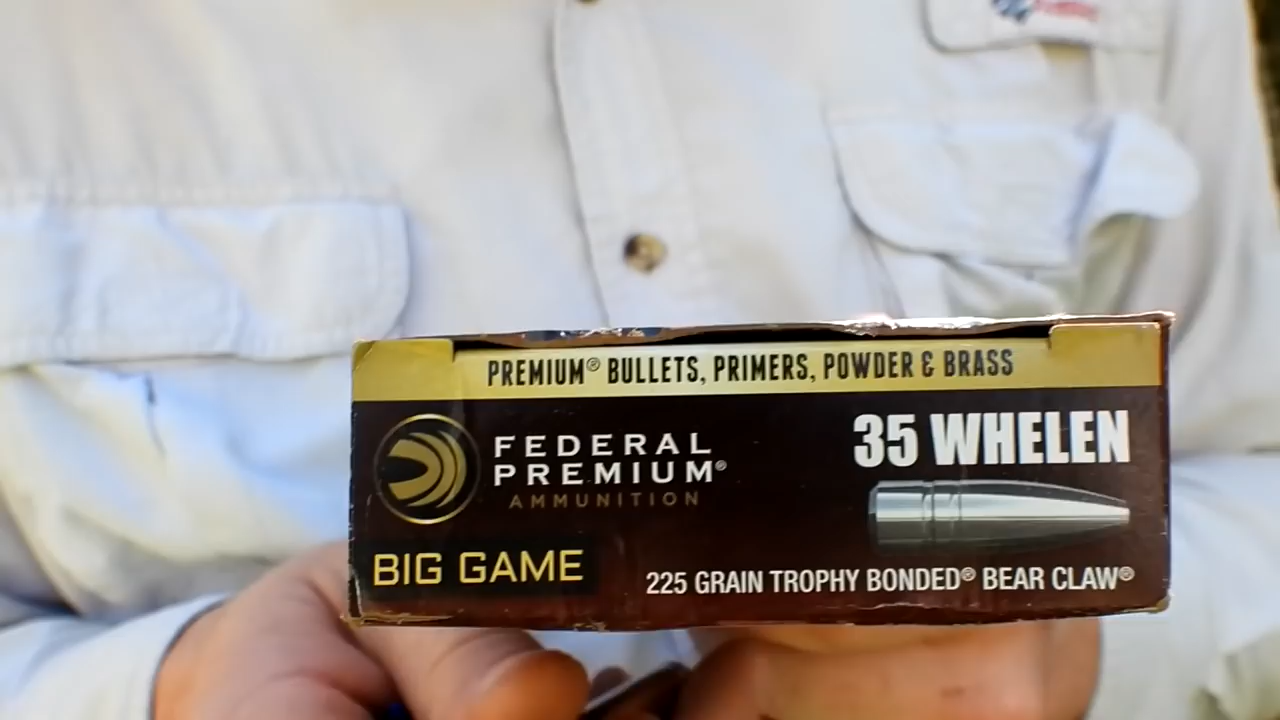 PREMIUM® BULLETS, PRIMERS, POWDER & BRASS
FEDERAL
PREMIUM®
AMMUNITION
35 WHELEN
BIG GAME
225 GRAIN TROPHY BONDED® BEAR CLAW®